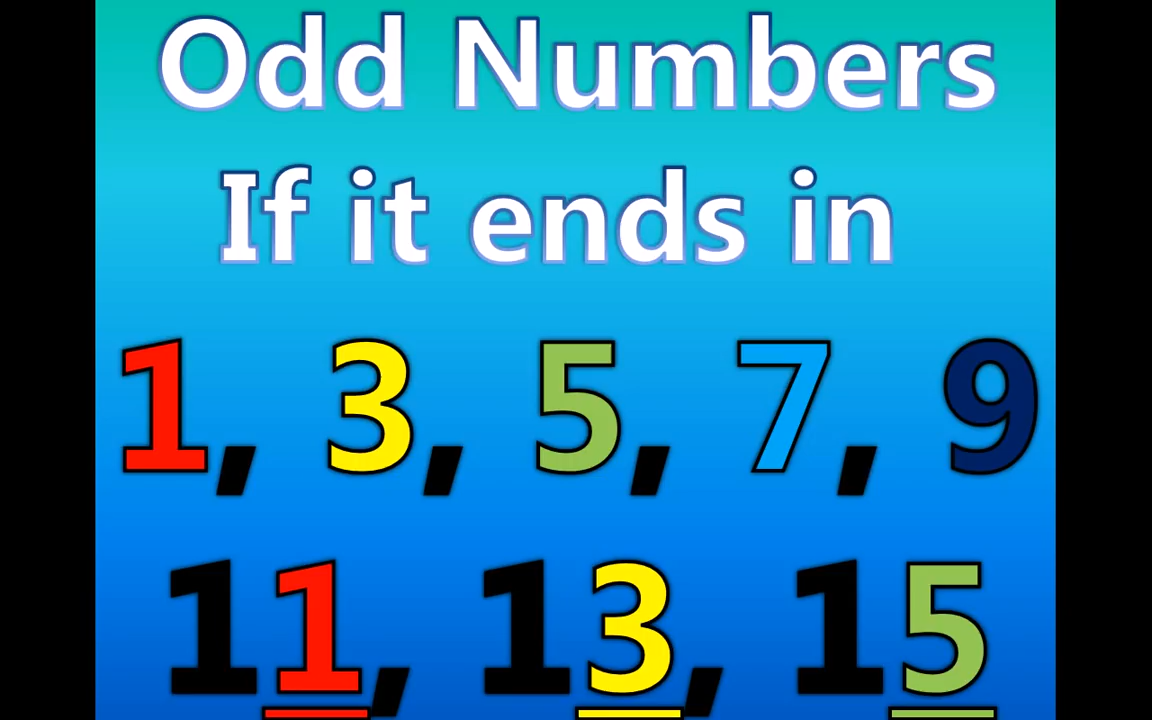 Odd Numbers
If it ends in
1, 3, 5, 7, 9
11, 13, 15